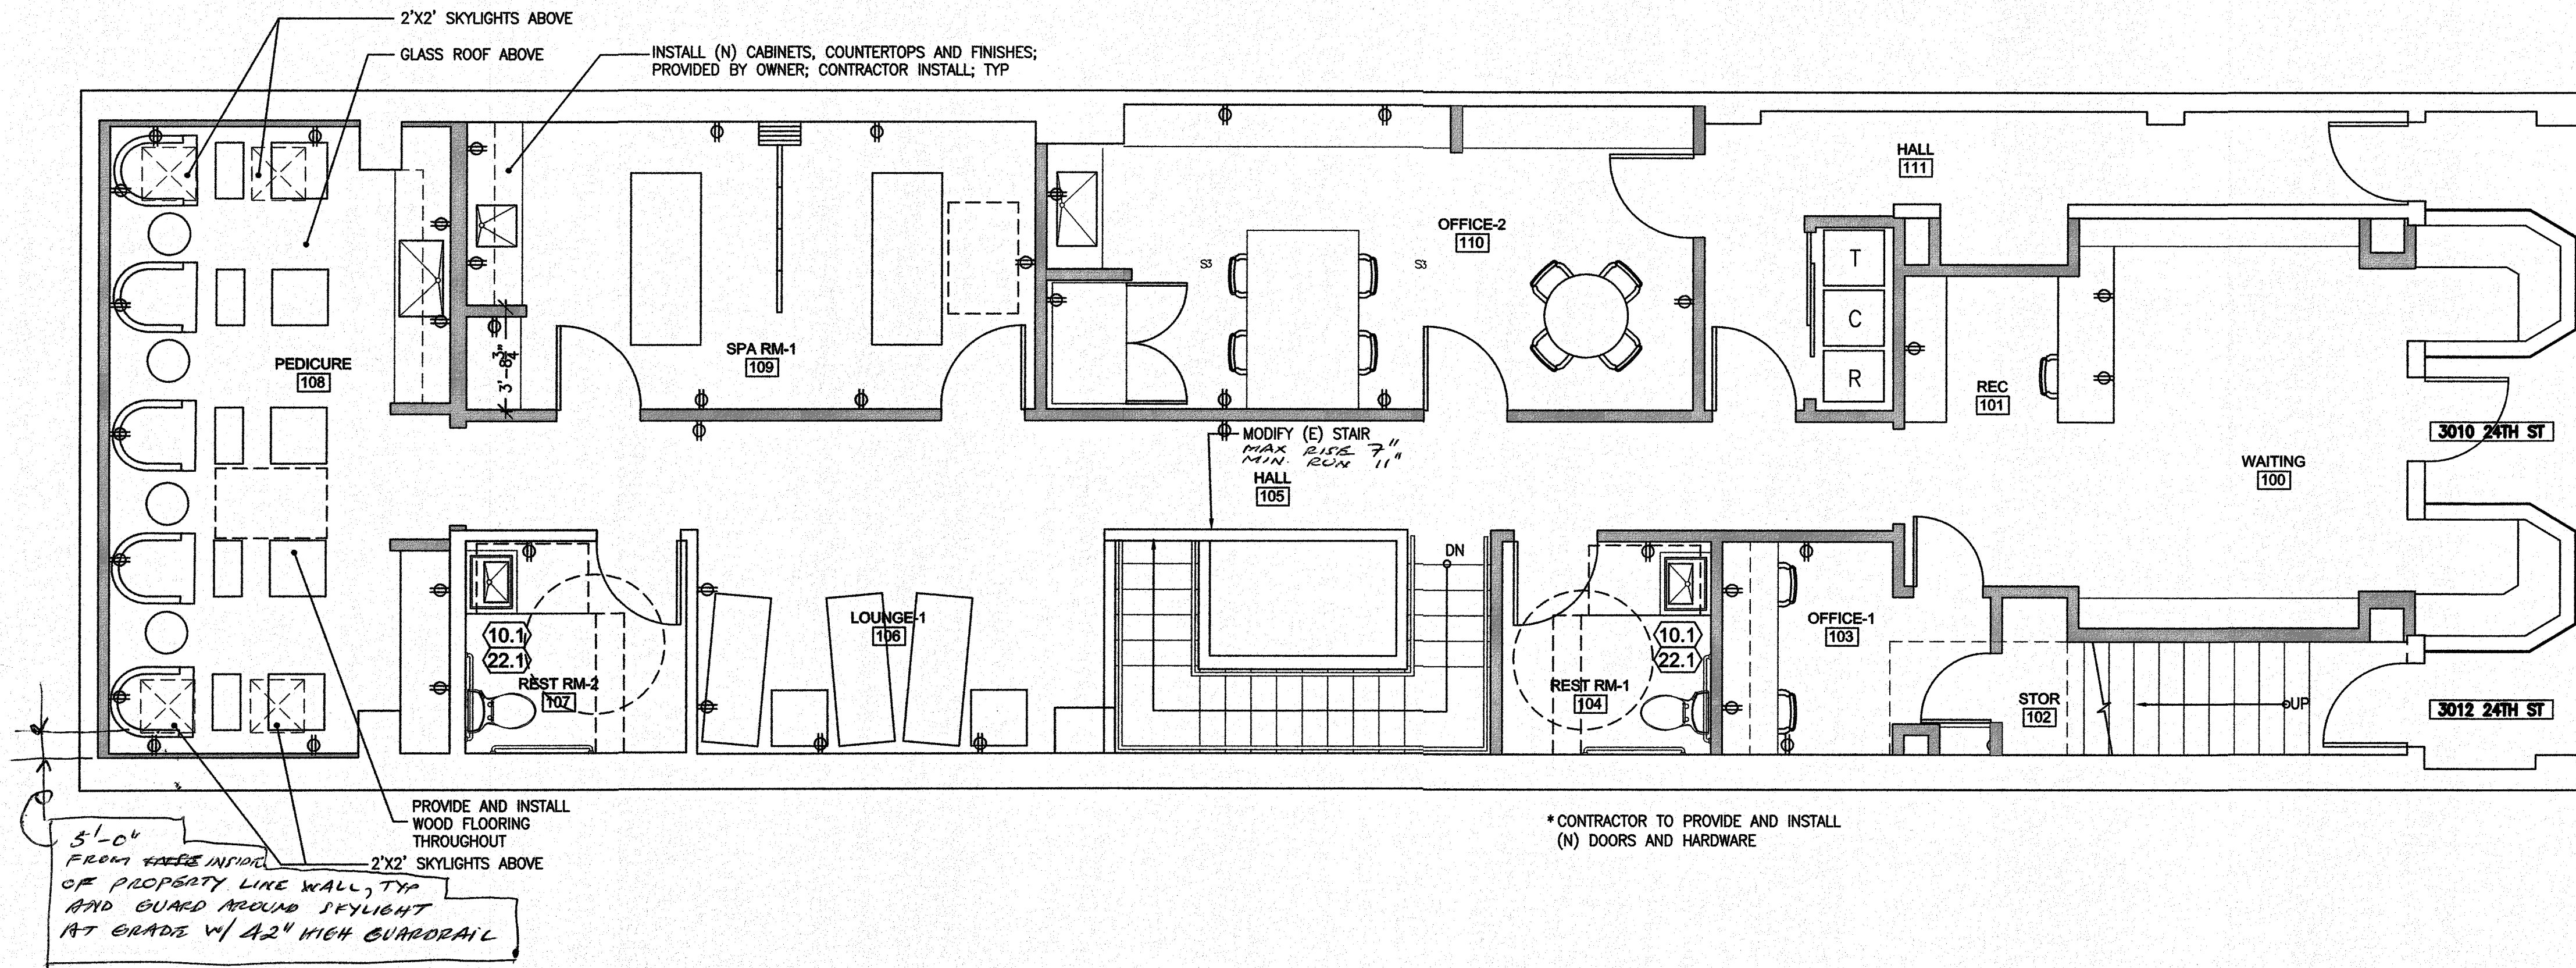 2'X2' SKYLIGHTS ABOVE
GLASS ROOF ABOVE
INSTALL (N) CABINETS, COUNTERTOPS AND FINISHES;
PROVIDED BY OWNER; CONTRACTOR INSTALL; TYP
HALL
111
OFFICE-2
110
S3
S3
T
C
R
PEDICURE
108
SPA RM-1
109
3'-8 3/4"
REC
101
WAITING
100
3010 24TH ST
MODIFY (E) STAIR
MAX RISE 7"
MIN. RUN 11"
HALL
105
DN
LOUNGE-1
106
10.1
22.1
REST RM-2
107
10.1
22.1
REST RM-1
104
OFFICE-1
103
STOR
102
UP
3012 24TH ST
PROVIDE AND INSTALL
WOOD FLOORING
THROUGHOUT
2'X2' SKYLIGHTS ABOVE
*CONTRACTOR TO PROVIDE AND INSTALL
(N) DOORS AND HARDWARE
5'-0"
FROM INSIDE
OF PROPERTY LINE WALL, TYP
AND GUARD AROUND SKYLIGHT
AT GRADE W/ 42" HIGH GUARDRAIL